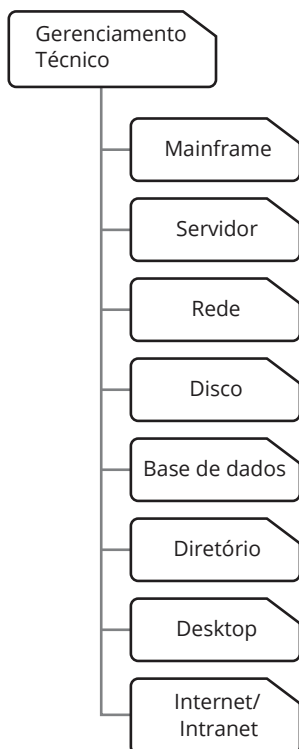 Gerenciamento
Técnico
Mainframe
Servidor
Rede
Disco
Base de dados
Diretório
Desktop
Internet/
Intranet